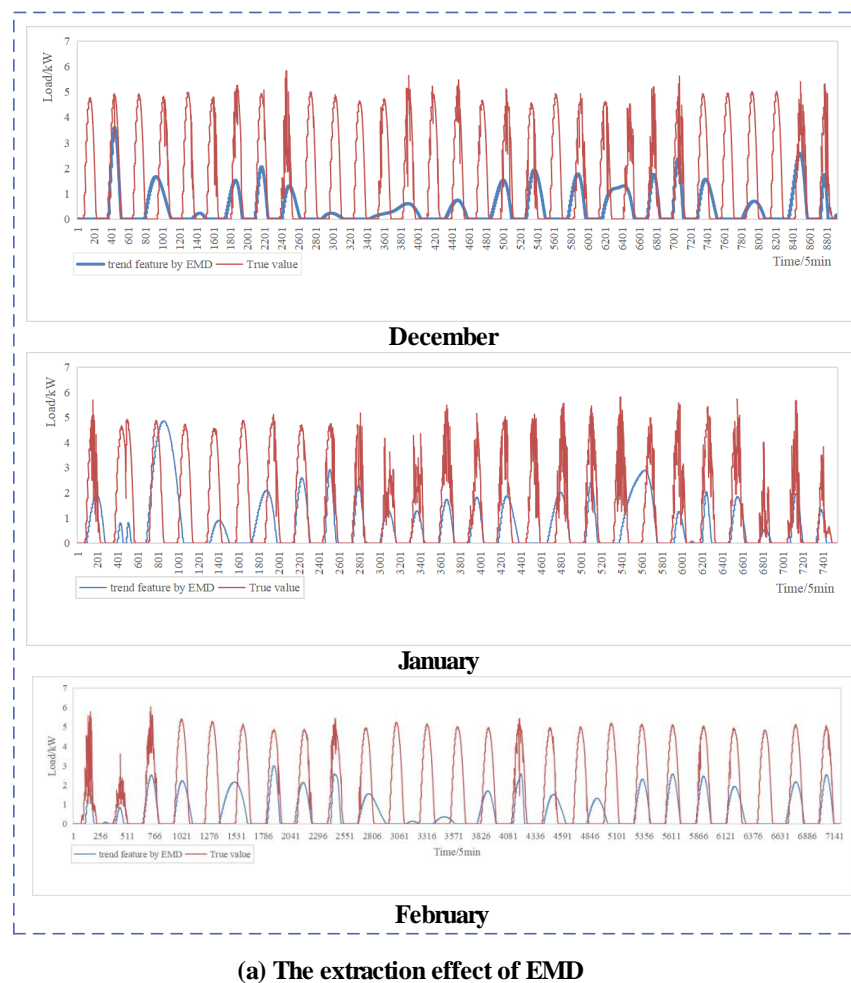 7
6
5
4
3
2
1
0
Load/kW
1 201 401 601 801 1001 1201 1401 1601 1801 2001 2201 2401 2601 2801 3001 3201 3401 3601 3801 4001 4201 4401 4601 4801 5001 5201 5401 5601 5801 6001 6201 6401 6601 6801 7001 7201 7401 7601 7801 8001 8201 8401 8601 8801
trend feature by EMD True value
Time/5min
December
7
6
5
4
3
2
1
0
Load/kW
1 201 401 601 801 1001 1201 1401 1601 1801 2001 2201 2401 2601 2801 3001 3201 3401 3601 3801 4001 4201 4401 4601 4801 5001 5201 5401 5601 5801 6001 6201 6401 6601 6801 7001 7201 7401
trend feature by EMD True value
Time/5min
January
7
6
5
4
3
2
1
0
Load/kW
1 256 511 766 1021 1276 1531 1786 2041 2296 2551 2806 3061 3316 3571 3826 4081 4336 4591 4846 5101 5356 5611 5866 6121 6376 6631 6886 7141
trend feature by EMD True value
Time/5min
February
(a) The extraction effect of EMD